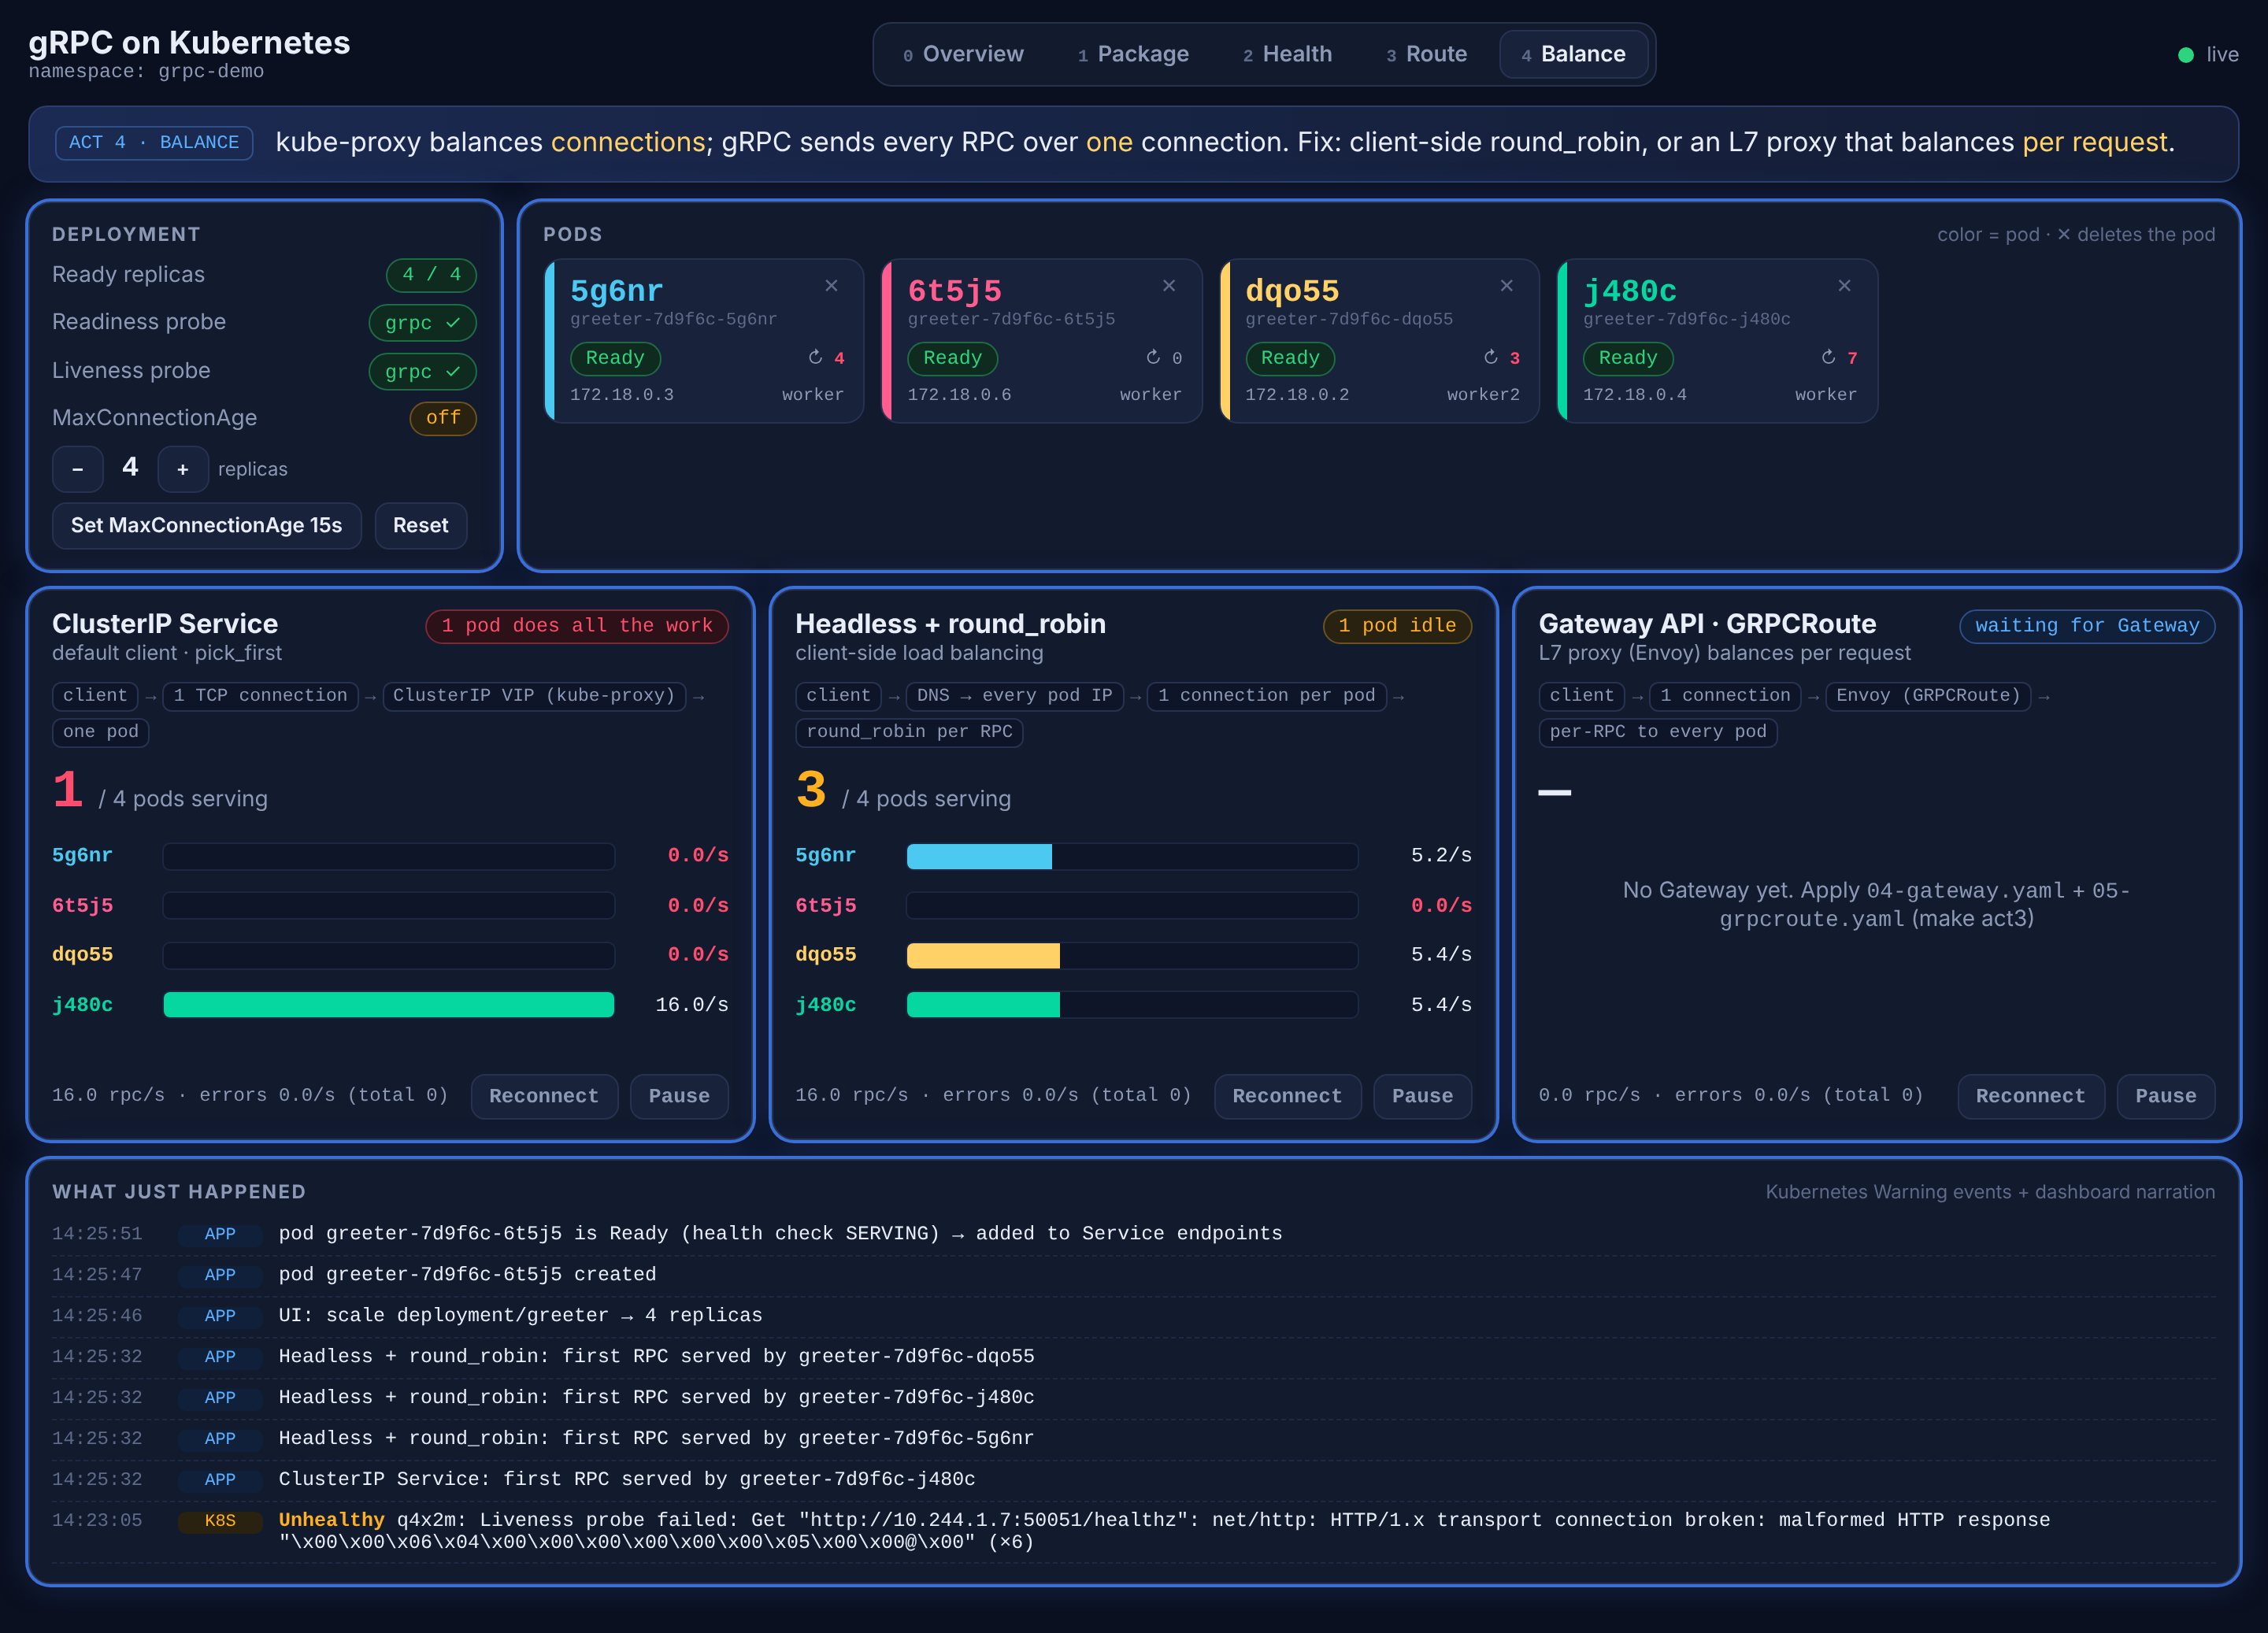 gRPC on Kubernetes
namespace: grpc-demo
0 Overview
1 Package
2 Health
3 Route
4 Balance
live
ACT 4 · BALANCE
kube-proxy balances connections; gRPC sends every RPC over one connection. Fix: client-side round_robin, or an L7 proxy that balances per request.
DEPLOYMENT
Ready replicas 4 / 4
Readiness probe grpc ✓
Liveness probe grpc ✓
MaxConnectionAge off
− 4 + replicas
Set MaxConnectionAge 15s
Reset
PODS
color = pod · ✕ deletes the pod
5g6nr ✕
greeter-7d9f6c-5g6nr
Ready ↻ 4
172.18.0.3 worker
6t5j5 ✕
greeter-7d9f6c-6t5j5
Ready ↻ 0
172.18.0.6 worker
dqo55 ✕
greeter-7d9f6c-dqo55
Ready ↻ 3
172.18.0.2 worker2
j480c ✕
greeter-7d9f6c-j480c
Ready ↻ 7
172.18.0.4 worker
ClusterIP Service
1 pod does all the work
default client · pick_first
client → 1 TCP connection → ClusterIP VIP (kube-proxy) →
one pod
1 / 4 pods serving
5g6nr 0.0/s
6t5j5 0.0/s
dqo55 0.0/s
j480c 16.0/s
16.0 rpc/s · errors 0.0/s (total 0)
Reconnect
Pause
Headless + round_robin
1 pod idle
client-side load balancing
client → DNS → every pod IP → 1 connection per pod →
round_robin per RPC
3 / 4 pods serving
5g6nr 5.2/s
6t5j5 0.0/s
dqo55 5.4/s
j480c 5.4/s
16.0 rpc/s · errors 0.0/s (total 0)
Reconnect
Pause
Gateway API · GRPCRoute
waiting for Gateway
L7 proxy (Envoy) balances per request
client → 1 connection → Envoy (GRPCRoute) →
per-RPC to every pod
—
No Gateway yet. Apply 04-gateway.yaml + 05-
grpcroute.yaml (make act3)
0.0 rpc/s · errors 0.0/s (total 0)
Reconnect
Pause
WHAT JUST HAPPENED
Kubernetes Warning events + dashboard narration
14:25:51 APP pod greeter-7d9f6c-6t5j5 is Ready (health check SERVING) → added to Service endpoints
14:25:47 APP pod greeter-7d9f6c-6t5j5 created
14:25:46 APP UI: scale deployment/greeter → 4 replicas
14:25:32 APP Headless + round_robin: first RPC served by greeter-7d9f6c-dqo55
14:25:32 APP Headless + round_robin: first RPC served by greeter-7d9f6c-j480c
14:25:32 APP Headless + round_robin: first RPC served by greeter-7d9f6c-5g6nr
14:25:32 APP ClusterIP Service: first RPC served by greeter-7d9f6c-j480c
14:23:05 K8S Unhealthy q4x2m: Liveness probe failed: Get "http://10.244.1.7:50051/healthz": net/http: HTTP/1.x transport connection broken: malformed HTTP response
"\x00\x00\x06\x04\x00\x00\x00\x00\x00\x00\x05\x00\x00@\x00" (×6)